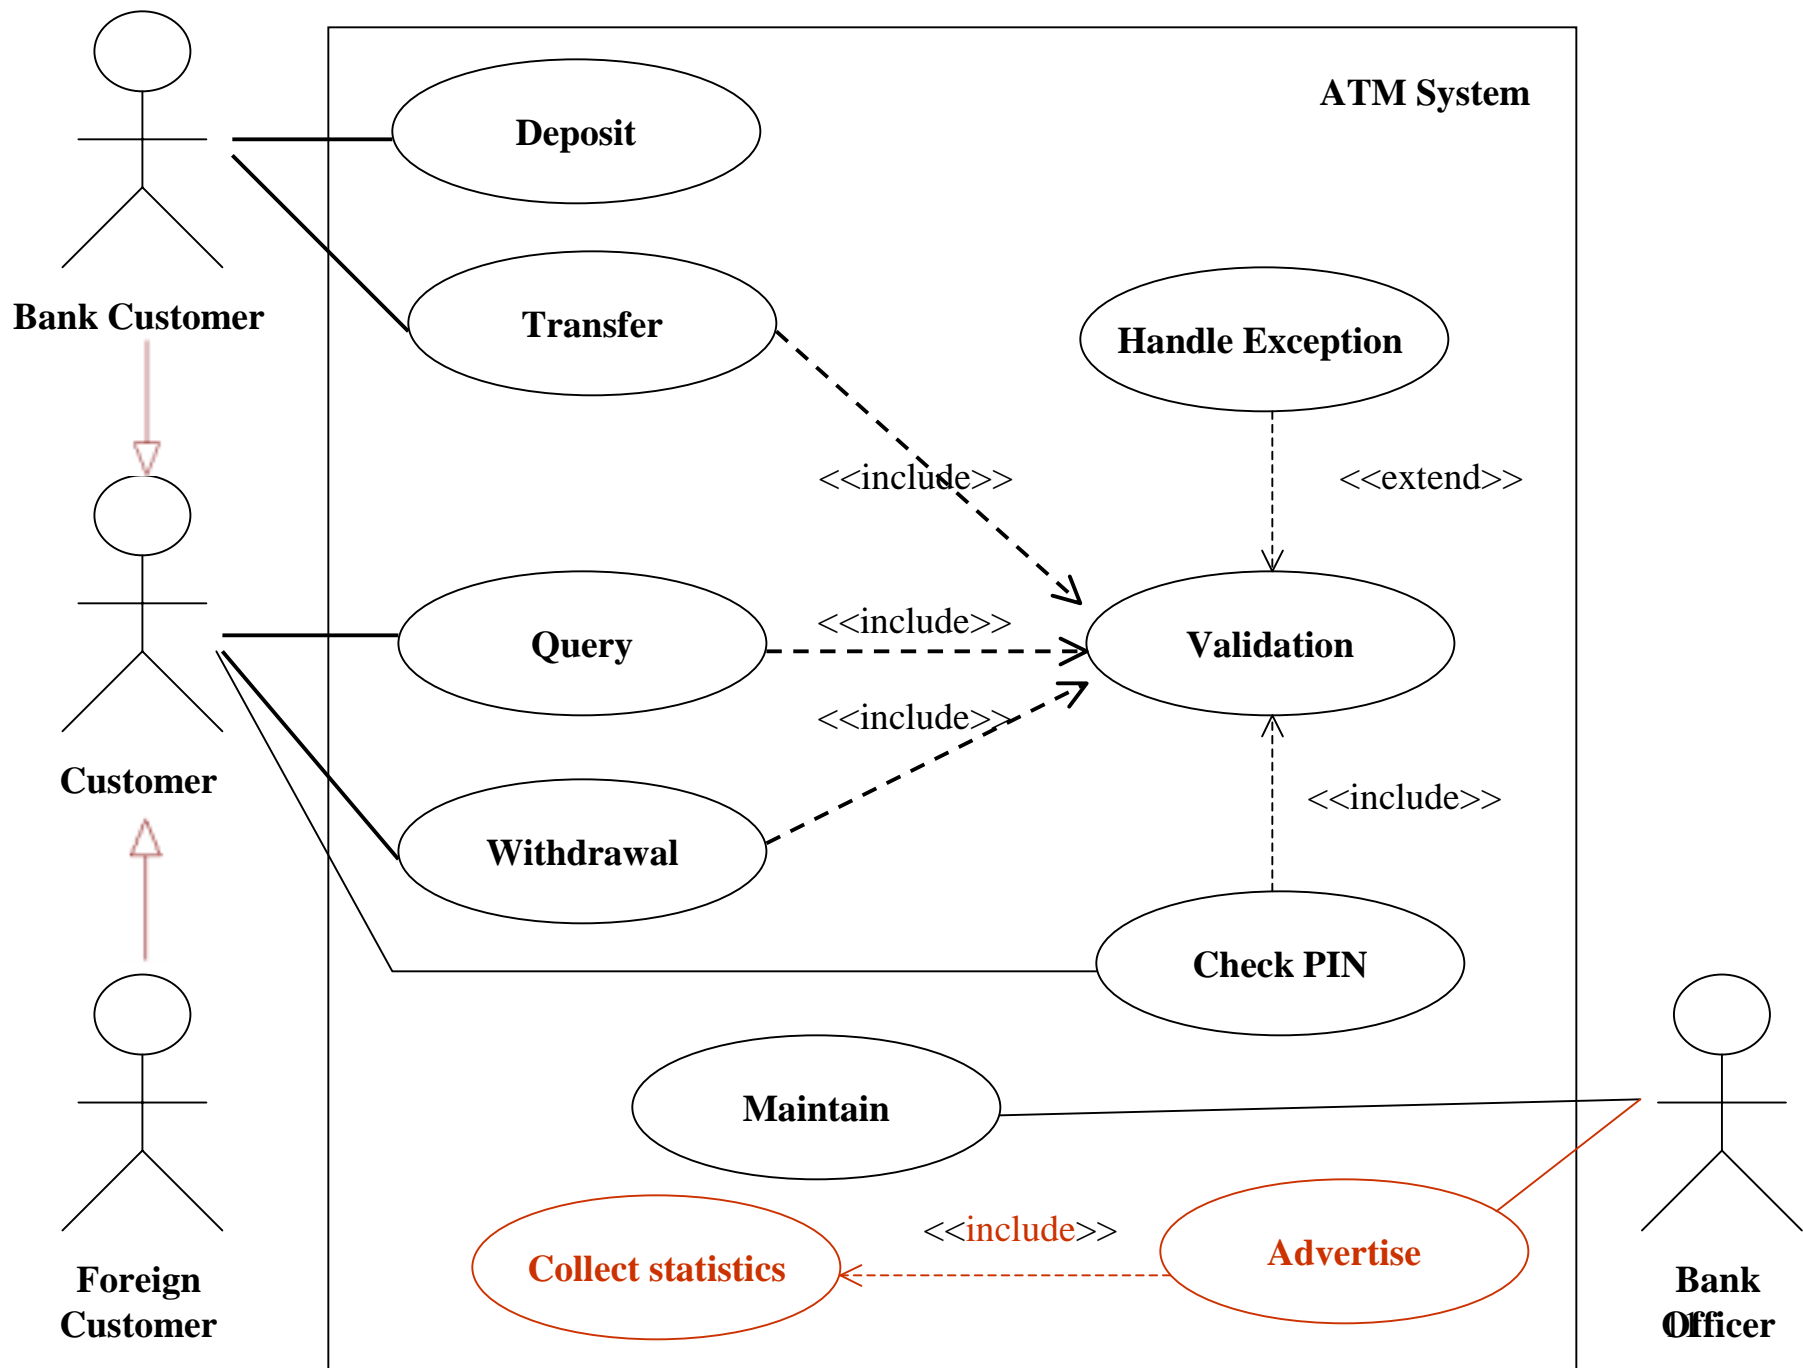 ATM System
Deposit
Bank Customer
Transfer
Handle Exception
<<include>>
<<extend>>
<<include>>
Query
Validation
<<include>>
Customer
<<include>>
Withdrawal
Check PIN
Maintain
<<include>>
Collect statistics
Advertise
Foreign
Customer
Bank
Officer